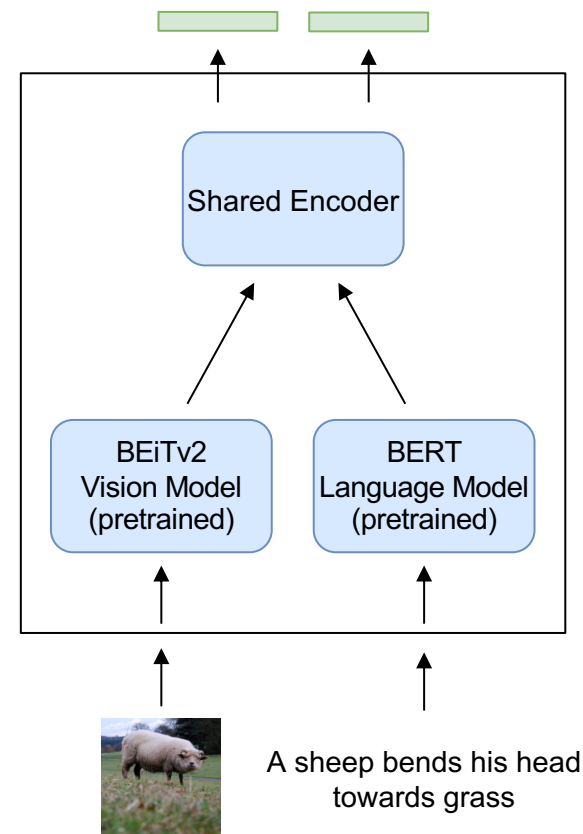 Shared Encoder
BEiTv2
Vision Model
(pretrained)
BERT
Language Model
(pretrained)
A sheep bends his head
towards grass